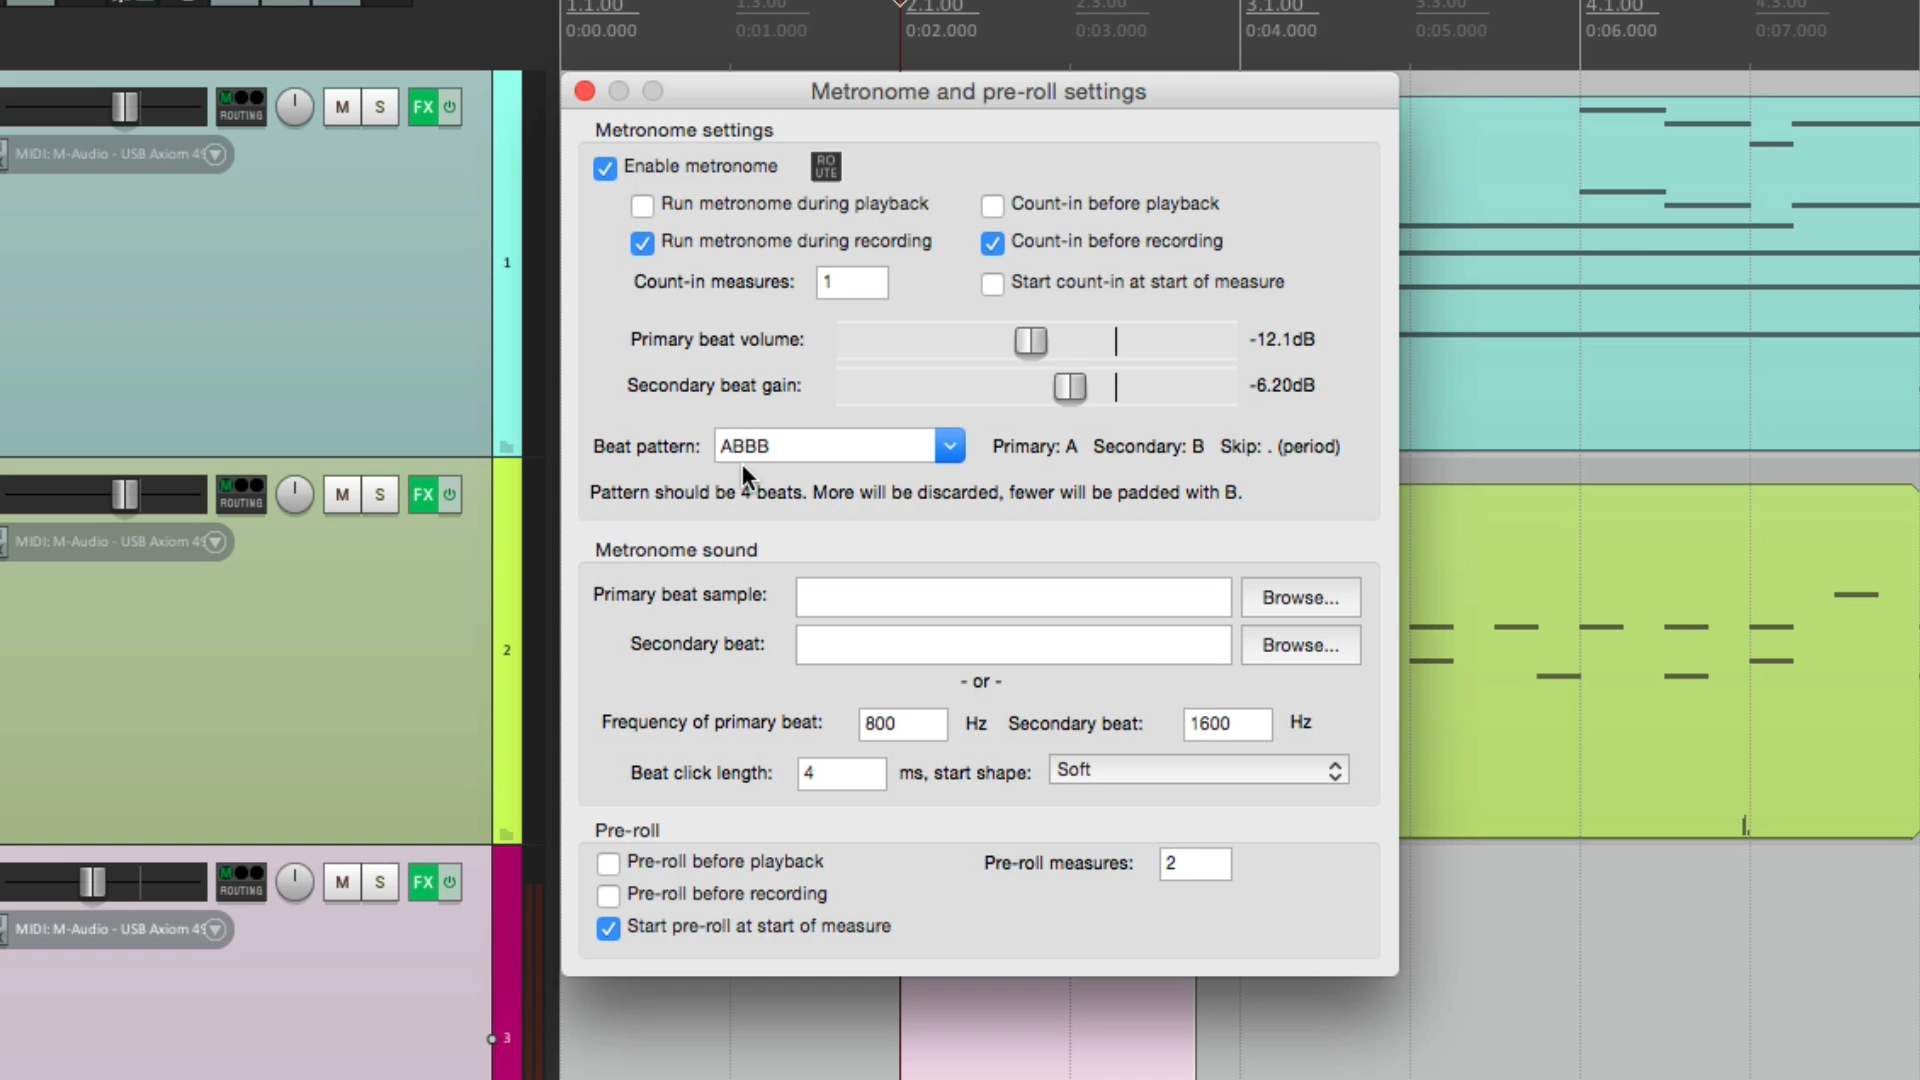 1.1.00 1.3.00 2.1.00 2.3.00 3.1.00 3.3.00 4.1.00 4.3.00
0:00.000 0:01.000 0:02.000 0:03.000 0:04.000 0:05.000 0:06.000 0:07.000
Metronome and pre-roll settings
Metronome settings
Enable metronome RO UTE
Run metronome during playback Count-in before playback
Run metronome during recording Count-in before recording
Count-in measures: 1 Start count-in at start of measure
Primary beat volume: -12.1dB
Secondary beat gain: -6.20dB
Beat pattern: ABBB Primary: A Secondary: B Skip: . (period)
Pattern should be 4 beats. More will be discarded, fewer will be padded with B.
Metronome sound
Primary beat sample: Browse...
Secondary beat: Browse...
- or -
Frequency of primary beat: 800 Hz Secondary beat: 1600 Hz
Beat click length: 4 ms, start shape: Soft
Pre-roll
Pre-roll before playback Pre-roll measures: 2
Pre-roll before recording
Start pre-roll at start of measure
ROUTING M S FX
MIDI: M-Audio - USB Axiom 49
1
ROUTING M S FX
MIDI: M-Audio - USB Axiom 49
2
ROUTING M S FX
MIDI: M-Audio - USB Axiom 49
3